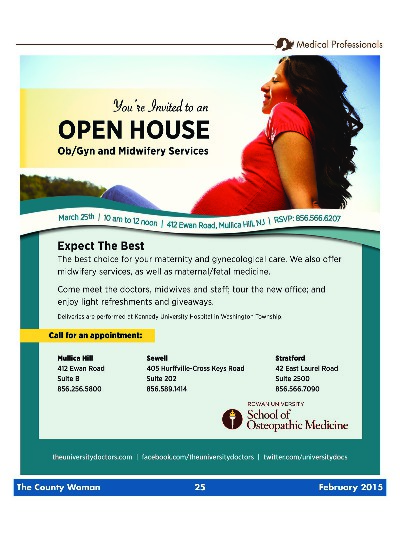 Medical Professionals
You're Invited to an
OPEN HOUSE
Ob/Gyn and Midwifery Services
March 25th | 10 am to 12 noon | 412 Ewan Road, Mullica Hill, NJ | RSVP: 856.566.6207
Expect The Best
The best choice for your maternity and gynecological care. We also offer
midwifery services, as well as maternal/fetal medicine.
Come meet the doctors, midwives and staff; tour the new office; and
enjoy light refreshments and giveaways.
Deliveries are performed at Kennedy University Hospital in Washington Township.
Call for an appointment:
Mullica Hill
412 Ewan Road
Suite B
856.256.5800
Sewell
405 Hurffville-Cross Keys Road
Suite 202
856.589.1414
Stratford
42 East Laurel Road
Suite 2500
856.566.7090
ROWAN UNIVERSITY
School of
Osteopathic Medicine
theuniversitydoctors.com | facebook.com/theuniversitydoctors | twitter.com/universitydocs
The County Woman 25 February 2015